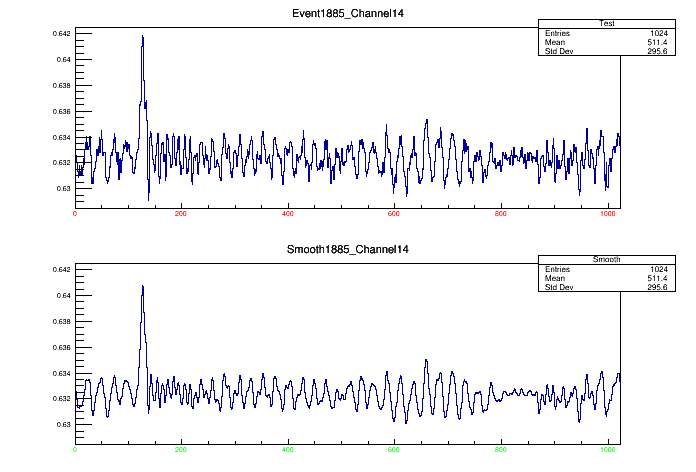 Event1885_Channel14
Test
Entries 1024
Mean 511.4
Std Dev 295.6
0.642
0.64
0.638
0.636
0.634
0.632
0.63
0 200 400 600 800 1000
Smooth1885_Channel14
Smooth
Entries 1024
Mean 511.4
Std Dev 295.6
0.642
0.64
0.638
0.636
0.634
0.632
0.63
0 200 400 600 800 1000